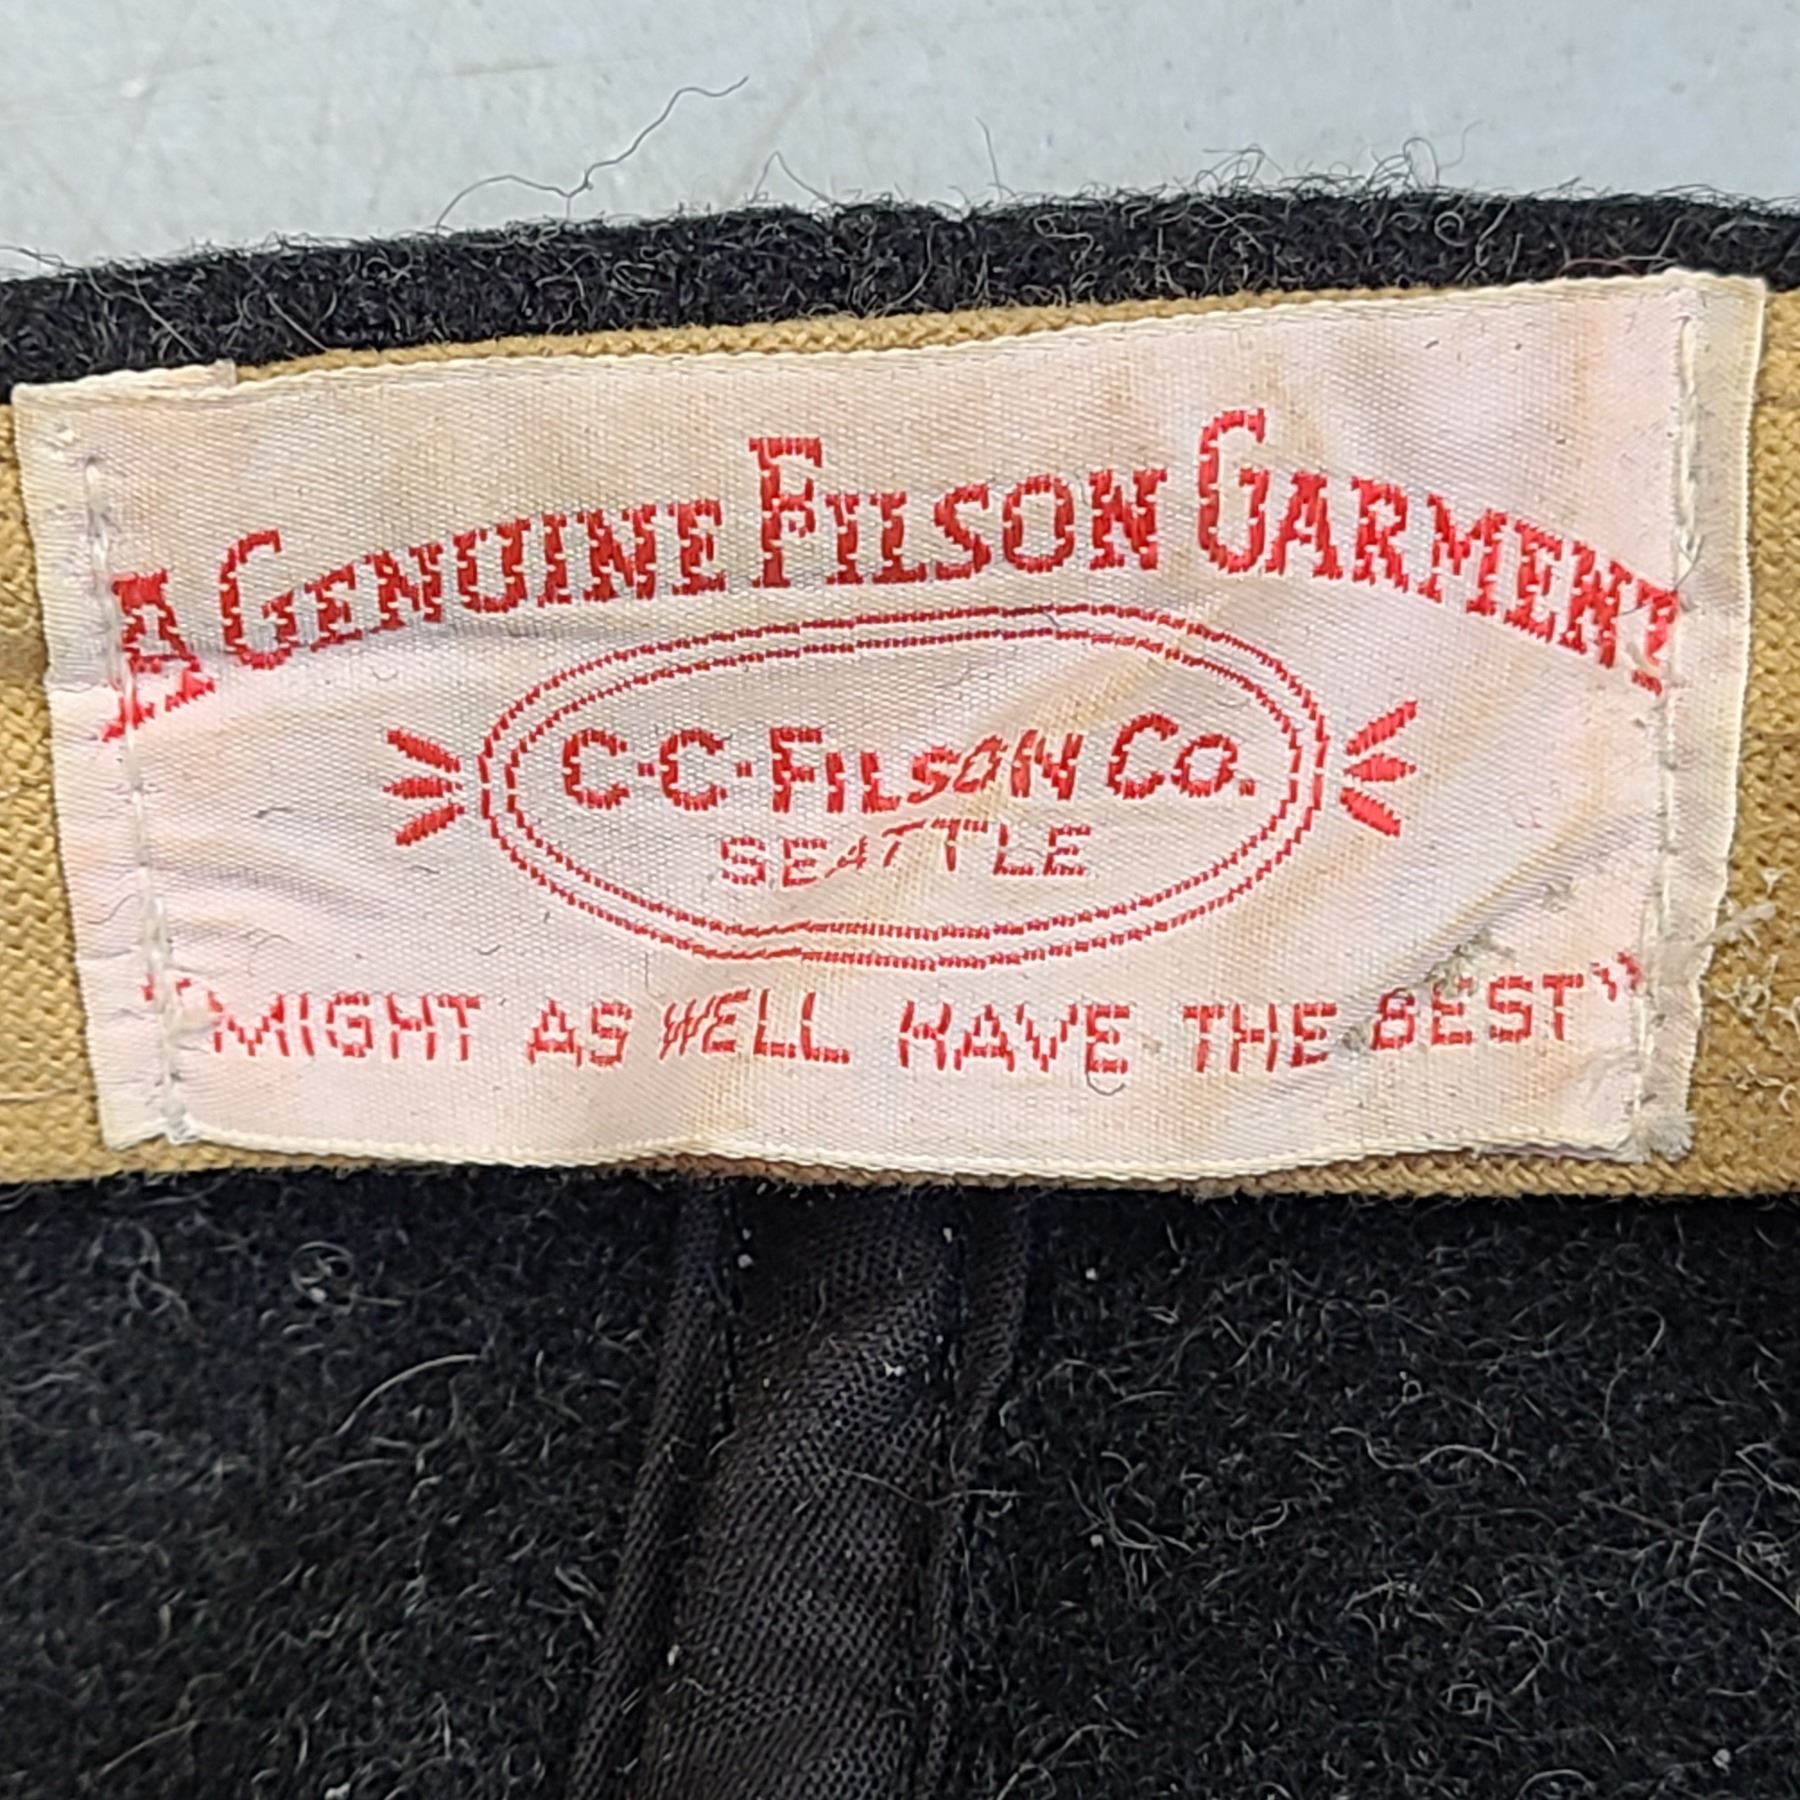 A GENUINE FILSON GARMENT
C·C·FILSON CO.
SEATTLE
"MIGHT AS WELL HAVE THE BEST"